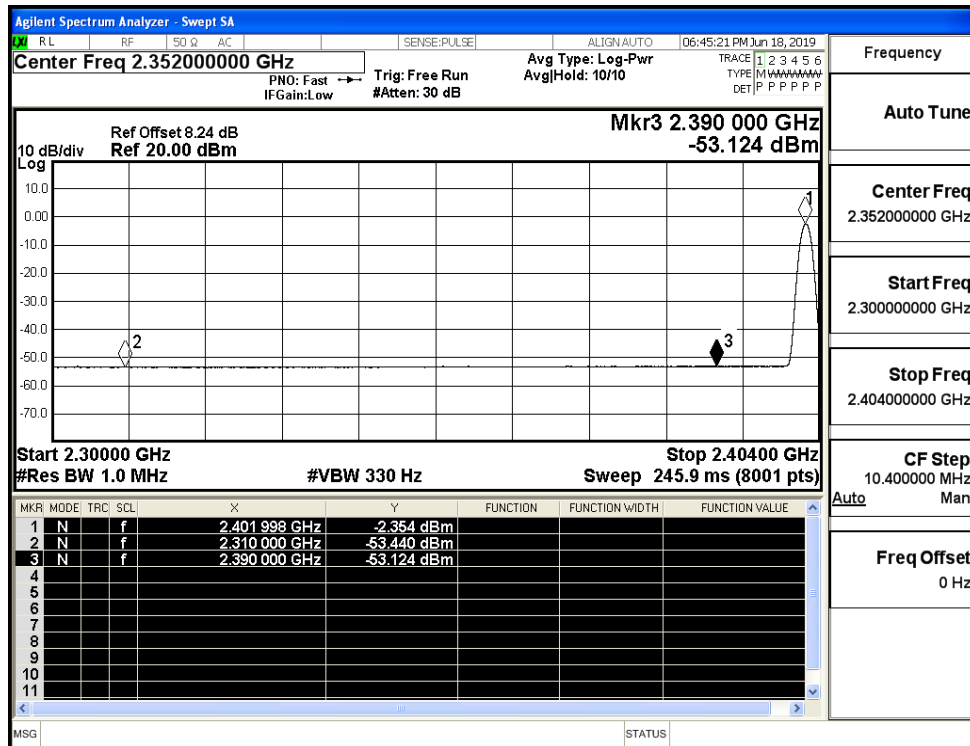 Agilent Spectrum Analyzer - Swept SA
LXI RL RF 50 Ω AC SENSE:PULSE ALIGN AUTO 06:45:21 PM Jun 18, 2019
Center Freq 2.352000000 GHz
PNO: Fast
IFGain:Low
Trig: Free Run
#Atten: 30 dB
Avg Type: Log-Pwr
Avg|Hold: 10/10
TRACE 1 2 3 4 5 6
TYPE MWWWWW
DET P P P P P P
Mkr3 2.390 000 GHz
-53.124 dBm
Ref Offset 8.24 dB
10 dB/div Ref 20.00 dBm
Log
10.0
0.00
-10.0
-20.0
-30.0
-40.0
-50.0
-60.0
-70.0
1
2
3
Start 2.30000 GHz Stop 2.40400 GHz
#Res BW 1.0 MHz #VBW 330 Hz Sweep 245.9 ms (8001 pts)
MKR MODE TRC SCL X Y FUNCTION FUNCTION WIDTH FUNCTION VALUE
1 N f 2.401 998 GHz -2.354 dBm
2 N f 2.310 000 GHz -53.440 dBm
3 N f 2.390 000 GHz -53.124 dBm
4
5
6
7
8
9
10
11
MSG STATUS
Frequency
Auto Tune
Center Freq
2.352000000 GHz
Start Freq
2.300000000 GHz
Stop Freq
2.404000000 GHz
CF Step
10.400000 MHz
Auto Man
Freq Offset
0 Hz